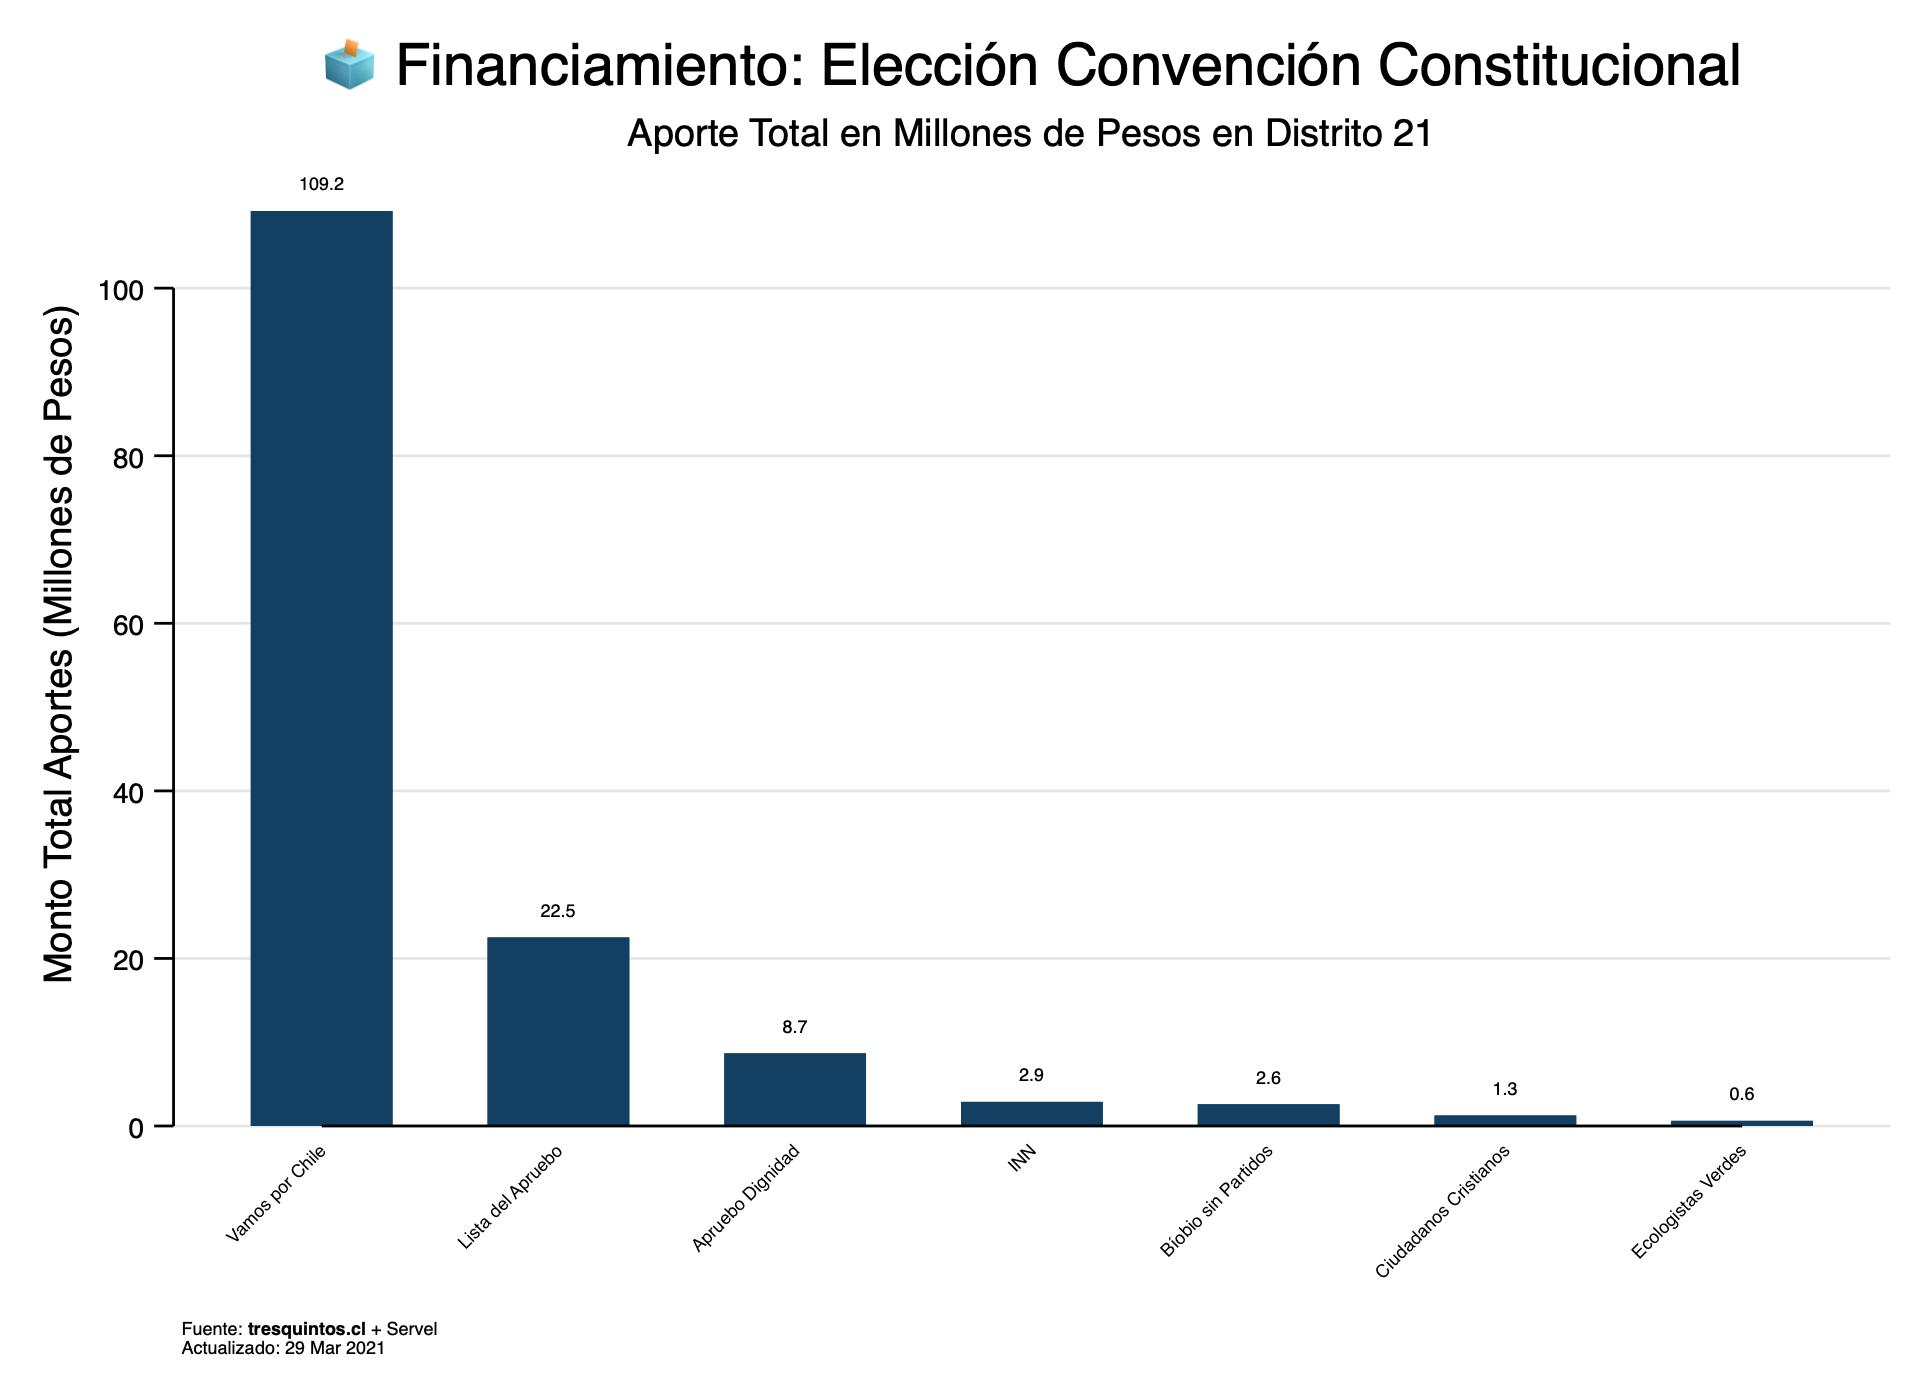 Financiamiento: Elección Convención Constitucional
Aporte Total en Millones de Pesos en Distrito 21
Monto Total Aportes (Millones de Pesos)
100
80
60
40
20
0
109.2
22.5
8.7
2.9
2.6
1.3
0.6
Vamos por Chile
Lista del Apruebo
Apruebo Dignidad
INN
Bíobío sin Partidos
Ciudadanos Cristianos
Ecologistas Verdes
Fuente: tresquintos.cl + Servel
Actualizado: 29 Mar 2021